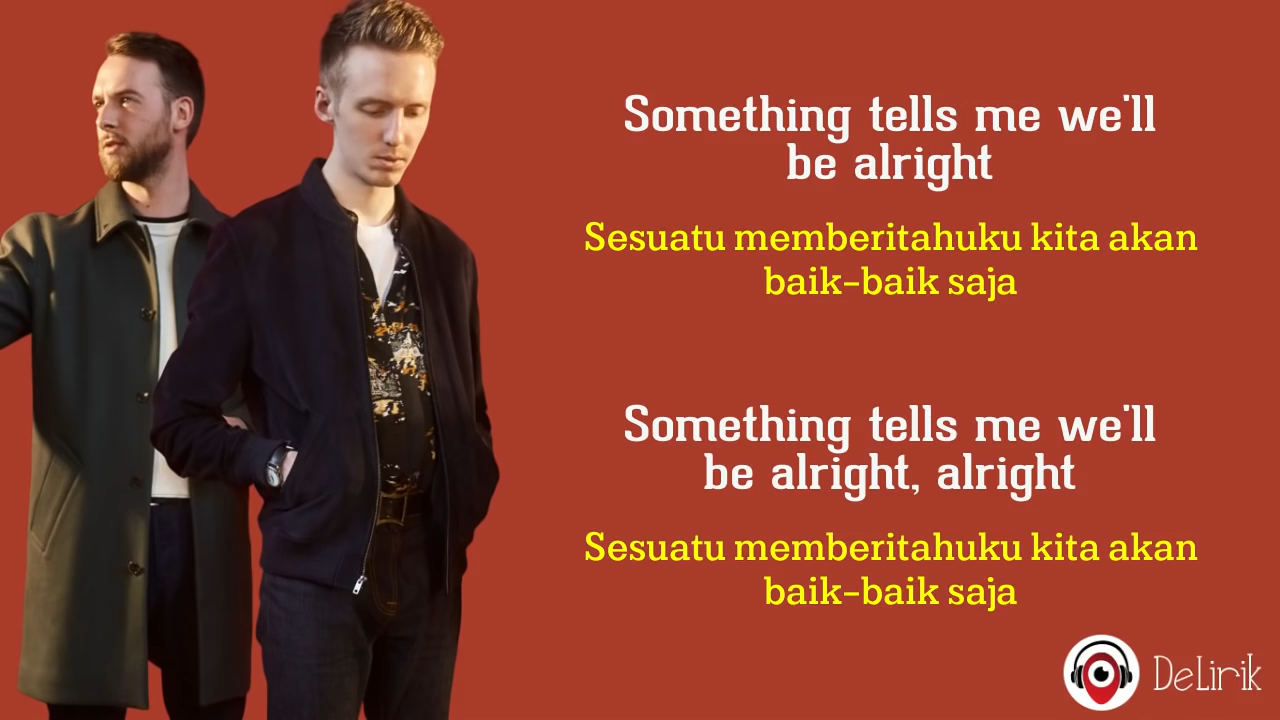 Something tells me we'll
be alright
Sesuatu memberitahuku kita akan
baik-baik saja
Something tells me we'll
be alright, alright
Sesuatu memberitahuku kita akan
baik-baik saja
DeLirik